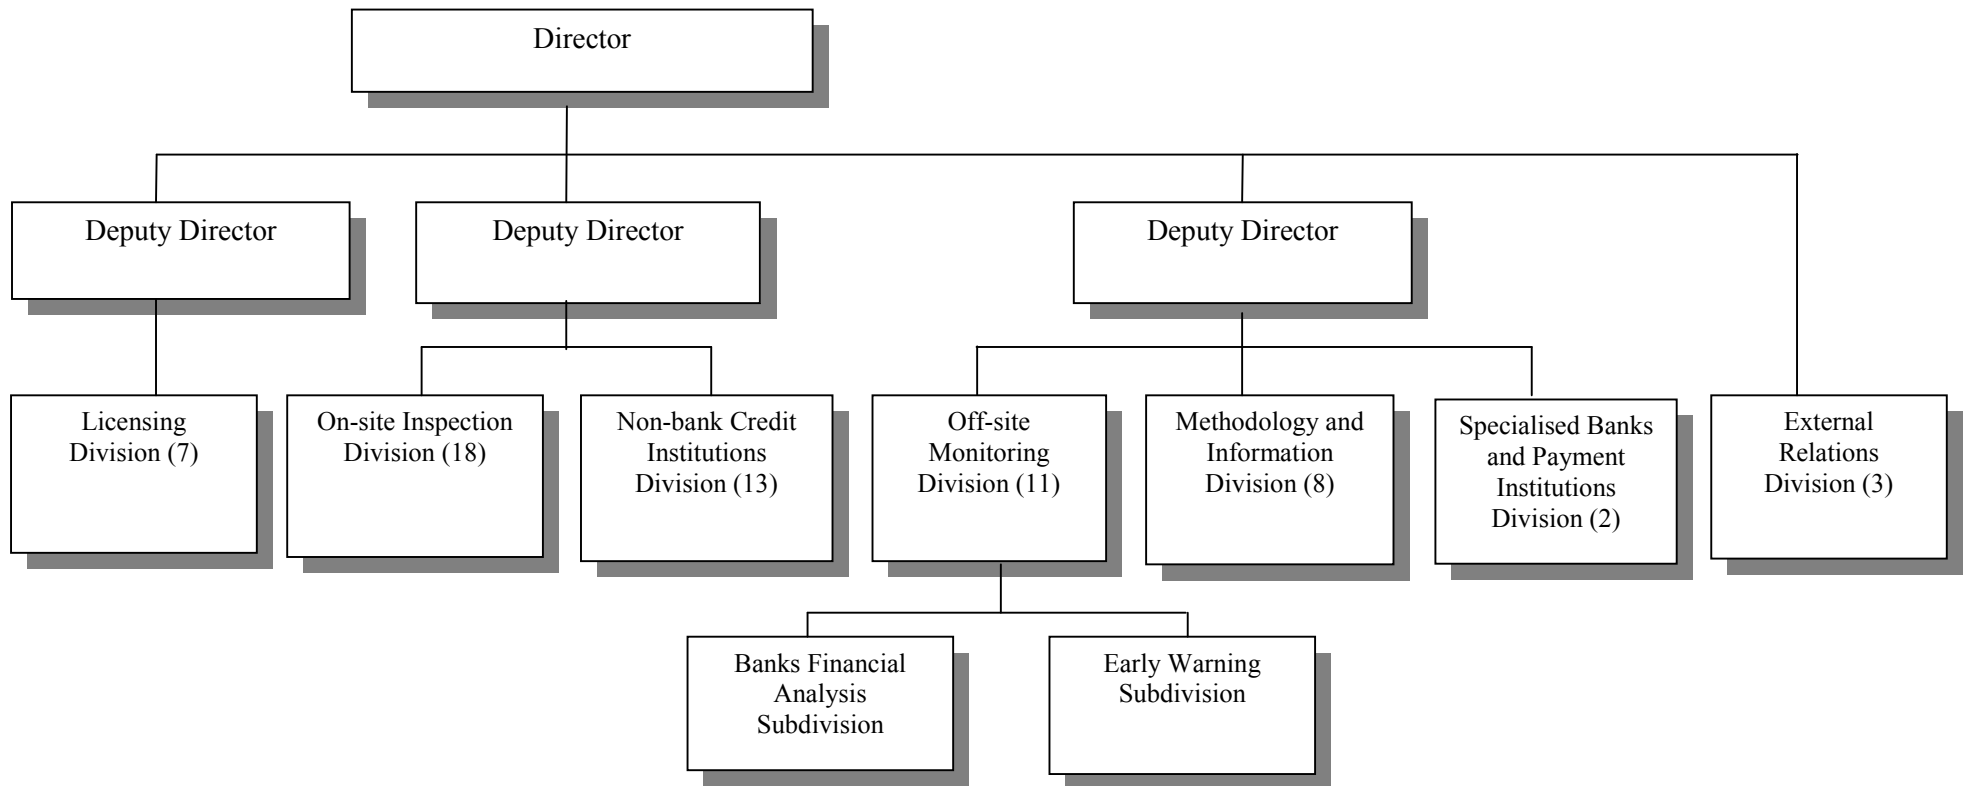 Director
Deputy Director
Deputy Director
Deputy Director
Licensing
Division (7)
On-site Inspection
Division (18)
Non-bank Credit
Institutions
Division (13)
Off-site
Monitoring
Division (11)
Methodology and
Information
Division (8)
Specialised Banks
and Payment
Institutions
Division (2)
External
Relations
Division (3)
Banks Financial
Analysis
Subdivision
Early Warning
Subdivision